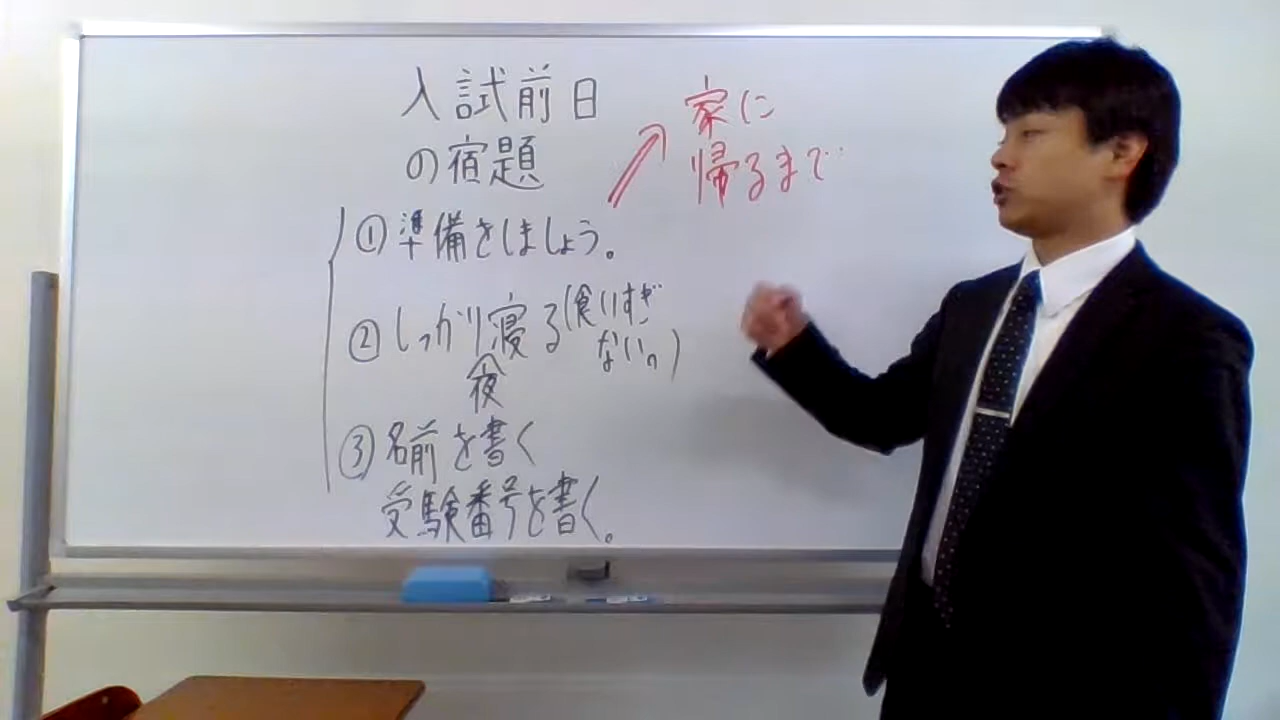 入試前日
の宿題
家に
帰るまで
①準備をしましょう。
②しっかり寝る(食いすぎ
ない。)
夜
③名前を書く
受験番号を書く。